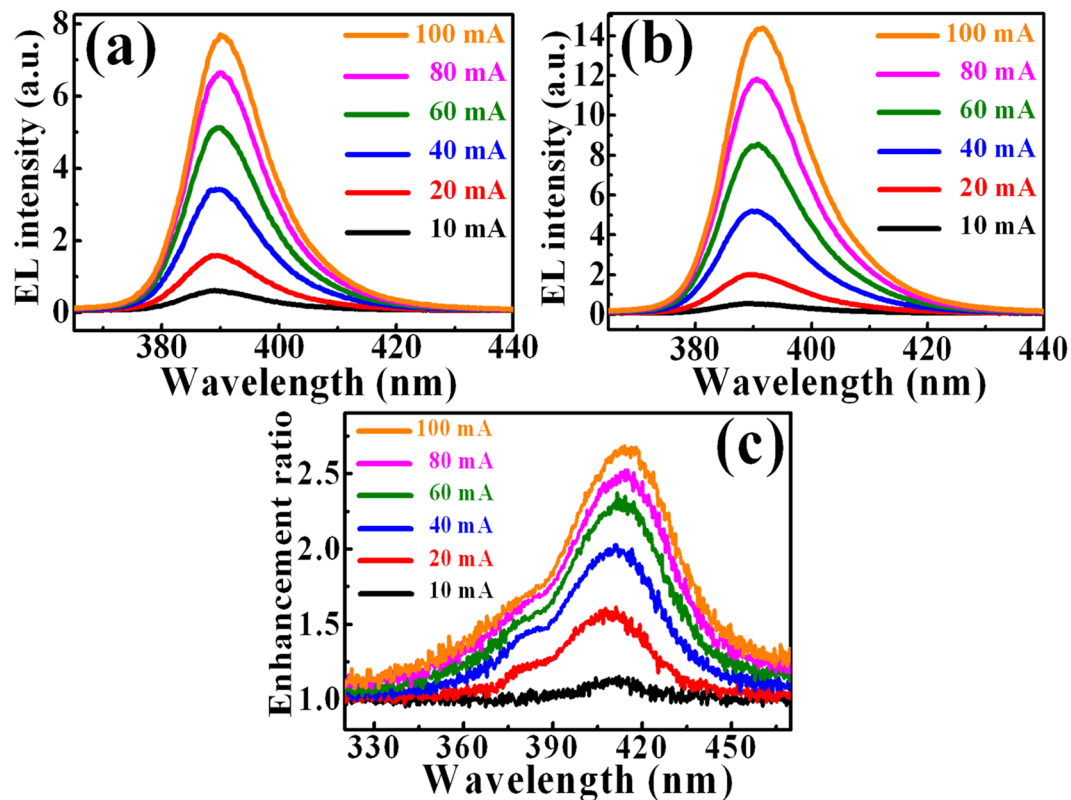 (a)
EL intensity (a.u.)
8
6
4
2
0
100 mA
80 mA
60 mA
40 mA
20 mA
10 mA
380 400 420 440
Wavelength (nm)
(b)
EL intensity (a.u.)
14
12
10
8
6
4
2
0
100 mA
80 mA
60 mA
40 mA
20 mA
10 mA
380 400 420 440
Wavelength (nm)
(c)
Enhancement ratio
2.5
2.0
1.5
1.0
100 mA
80 mA
60 mA
40 mA
20 mA
10 mA
330 360 390 420 450
Wavelength (nm)